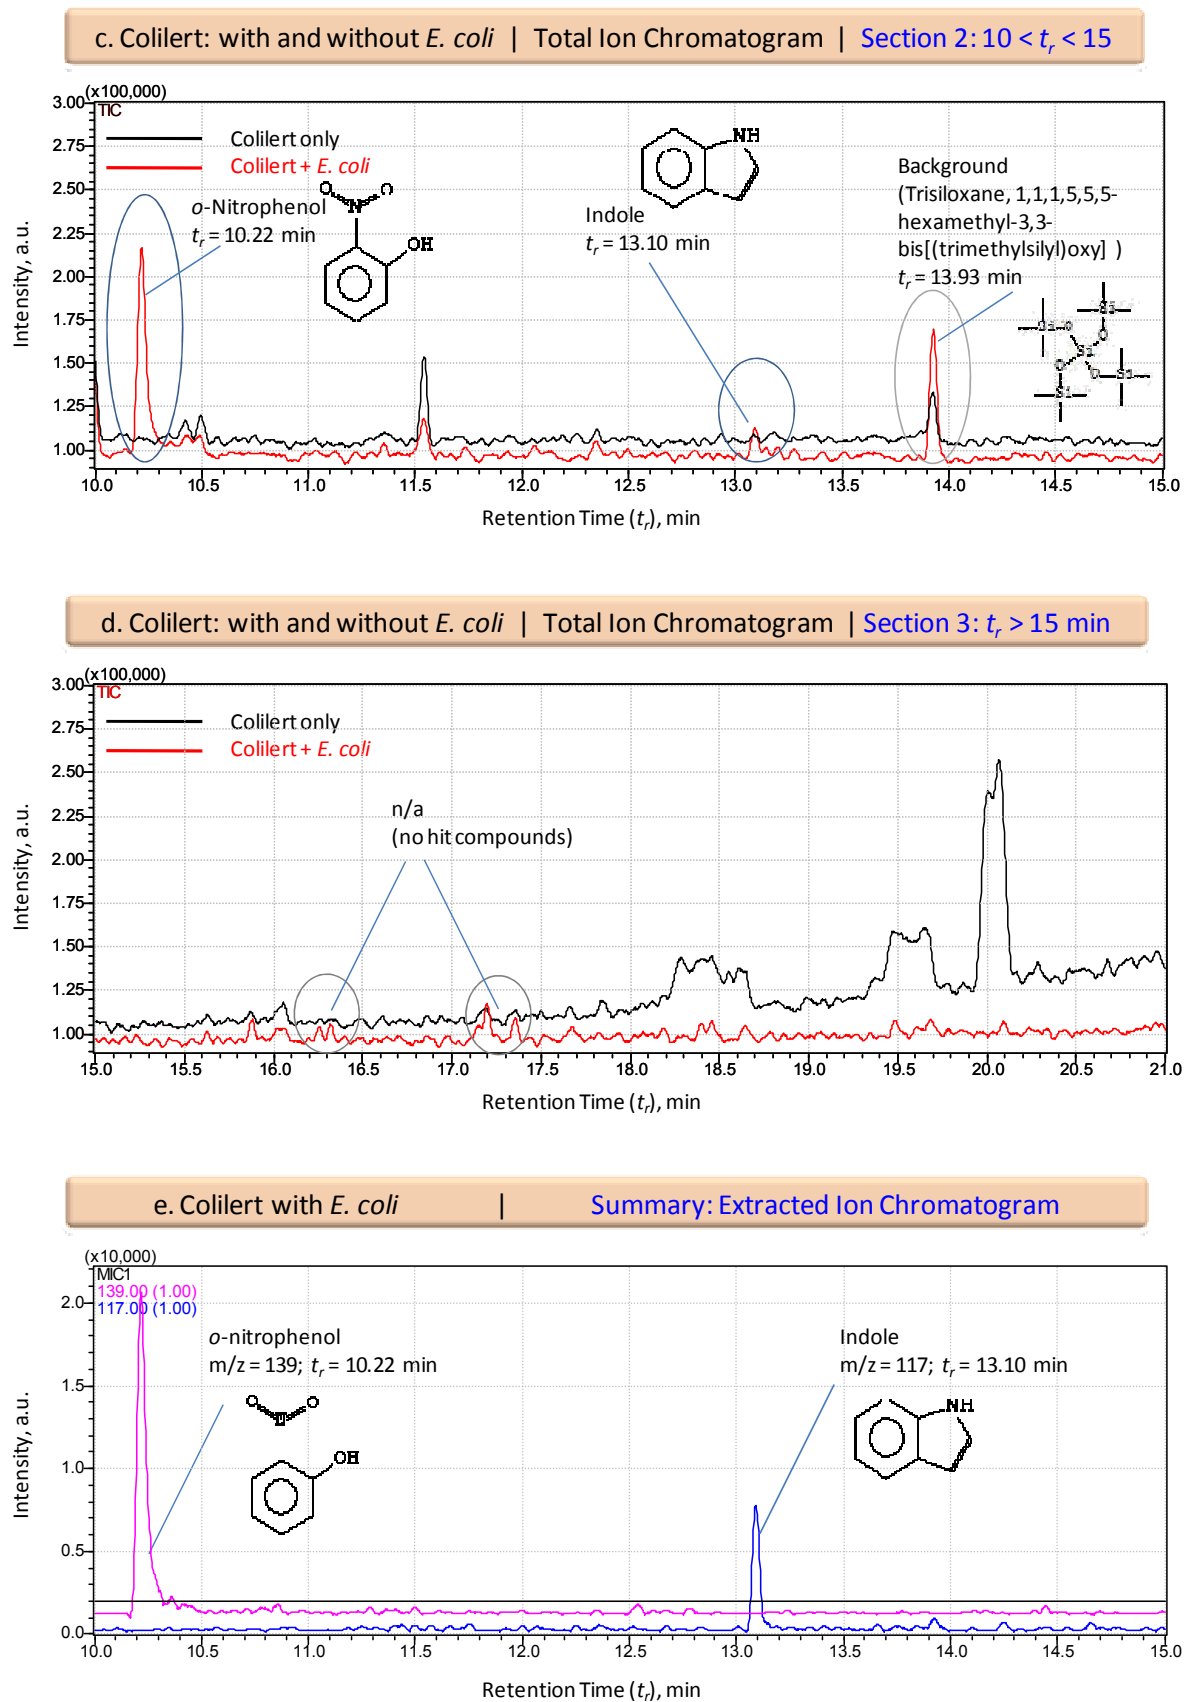 c. Colilert: with and without E. coli | Total Ion Chromatogram | Section 2: 10 < tr < 15
(x100,000)
3.00
TIC
Colilert only
Colilert + E. coli
2.75
2.50
2.25
2.00
1.75
1.50
1.25
1.00
o-Nitrophenol
tr = 10.22 min
O
O
N
OH
Indole
tr = 13.10 min
NH
Background
(Trisiloxane, 1,1,1,5,5,5-
hexamethyl-3,3-
bis[(trimethylsilyl)oxy] )
tr = 13.93 min
Si
Si
O
O
Si
O
O
Si
Si
10.0 10.5 11.0 11.5 12.0 12.5 13.0 13.5 14.0 14.5 15.0
Intensity, a.u.
Retention Time (tr), min
d. Colilert: with and without E. coli | Total Ion Chromatogram | Section 3: tr > 15 min
(x100,000)
3.00
TIC
Colilert only
Colilert + E. coli
2.75
2.50
2.25
2.00
1.75
1.50
1.25
1.00
n/a
(no hit compounds)
15.0 15.5 16.0 16.5 17.0 17.5 18.0 18.5 19.0 19.5 20.0 20.5 21.0
Intensity, a.u.
Retention Time (tr), min
e. Colilert with E. coli | Summary: Extracted Ion Chromatogram
(x10,000)
MIC1
139.00 (1.00)
117.00 (1.00)
2.0
1.5
1.0
0.5
0.0
o-nitrophenol
m/z = 139; tr = 10.22 min
O
O
OH
Indole
m/z = 117; tr = 13.10 min
NH
10.0 10.5 11.0 11.5 12.0 12.5 13.0 13.5 14.0 14.5 15.0
Intensity, a.u.
Retention Time (tr), min